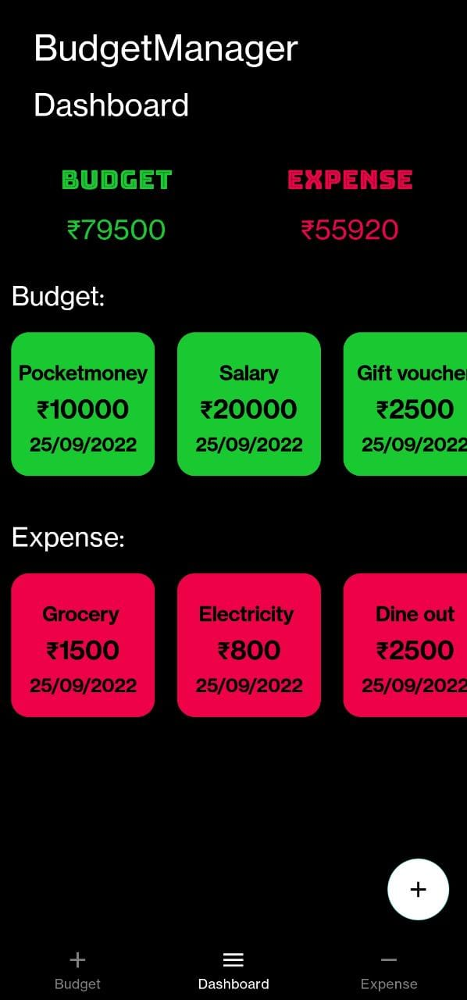 BudgetManager
Dashboard
BUDGET EXPENSE
₹79500 ₹55920
Budget:
Pocketmoney Salary Gift voucher
₹10000 ₹20000 ₹2500
25/09/2022 25/09/2022 25/09/2022
Expense:
Grocery Electricity Dine out
₹1500 ₹800 ₹2500
25/09/2022 25/09/2022 25/09/2022
+
Budget Dashboard Expense